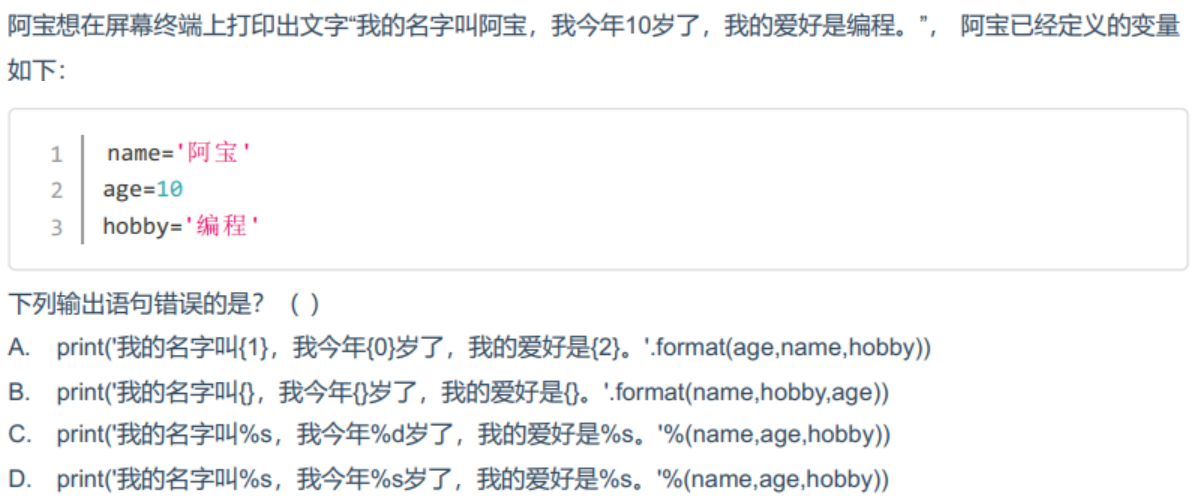 阿宝想在屏幕终端上打印出文字“我的名字叫阿宝，我今年10岁了，我的爱好是编程。”， 阿宝已经定义的变量
如下：
1 name='阿宝'
2 age=10
3 hobby='编程'
下列输出语句错误的是？（ ）
A. print('我的名字叫{1}，我今年{0}岁了，我的爱好是{2}。'.format(age,name,hobby))
B. print('我的名字叫{}，我今年{}岁了，我的爱好是{}。'.format(name,hobby,age))
C. print('我的名字叫%s，我今年%d岁了，我的爱好是%s。'%(name,age,hobby))
D. print('我的名字叫%s，我今年%s岁了，我的爱好是%s。'%(name,age,hobby))